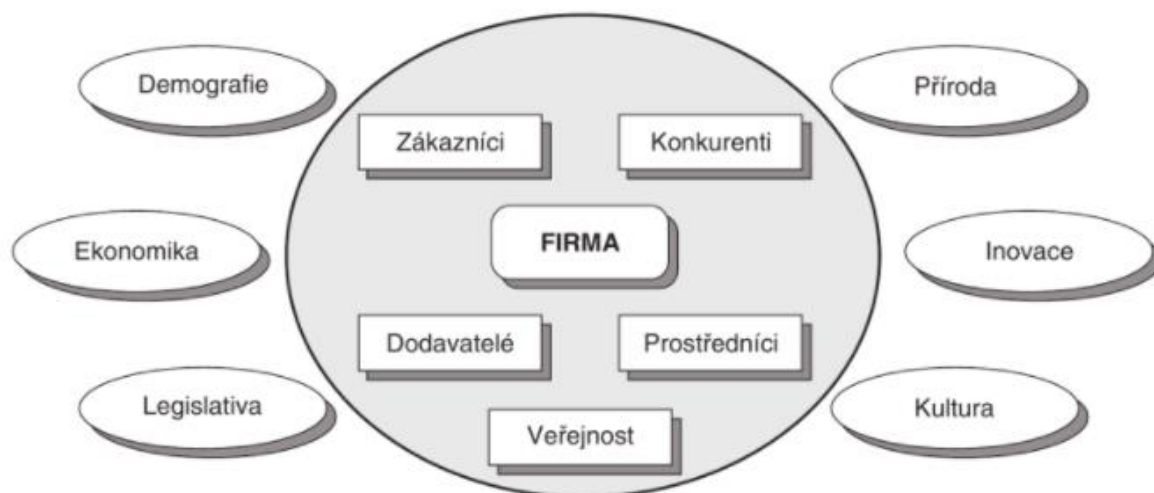 Demografie
Příroda
Zákazníci
Konkurenti
Ekonomika
FIRMA
Inovace
Dodavatelé
Prostředníci
Legislativa
Kultura
Veřejnost